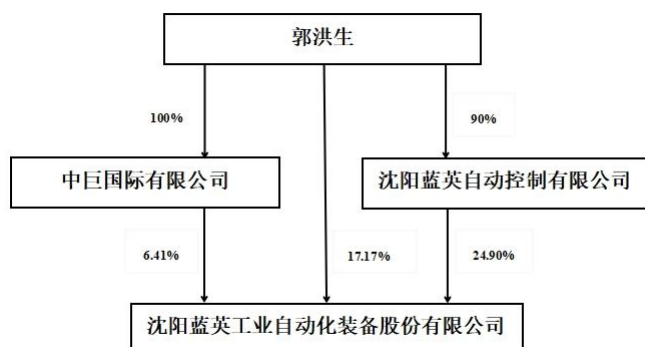 郭洪生
100%
90%
中巨国际有限公司
沈阳蓝英自动控制有限公司
6.41%
17.17%
24.90%
沈阳蓝英工业自动化装备股份有限公司